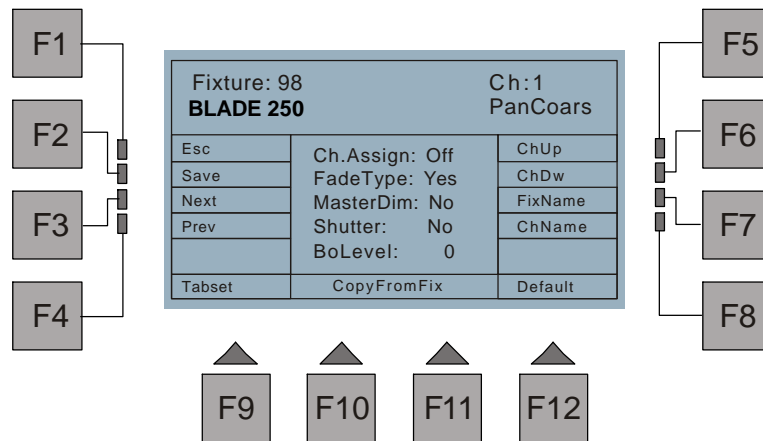 F1
F5
Fixture: 98 Ch:1
BLADE 250 PanCoars
F2
F6
Esc Ch.Assign: Off ChUp
Save FadeType: Yes ChDw
Next MasterDim: No FixName
Prev Shutter: No ChName
BoLevel: 0
F3
F7
Tabset CopyFromFix Default
F4
F8
F9 F10 F11 F12